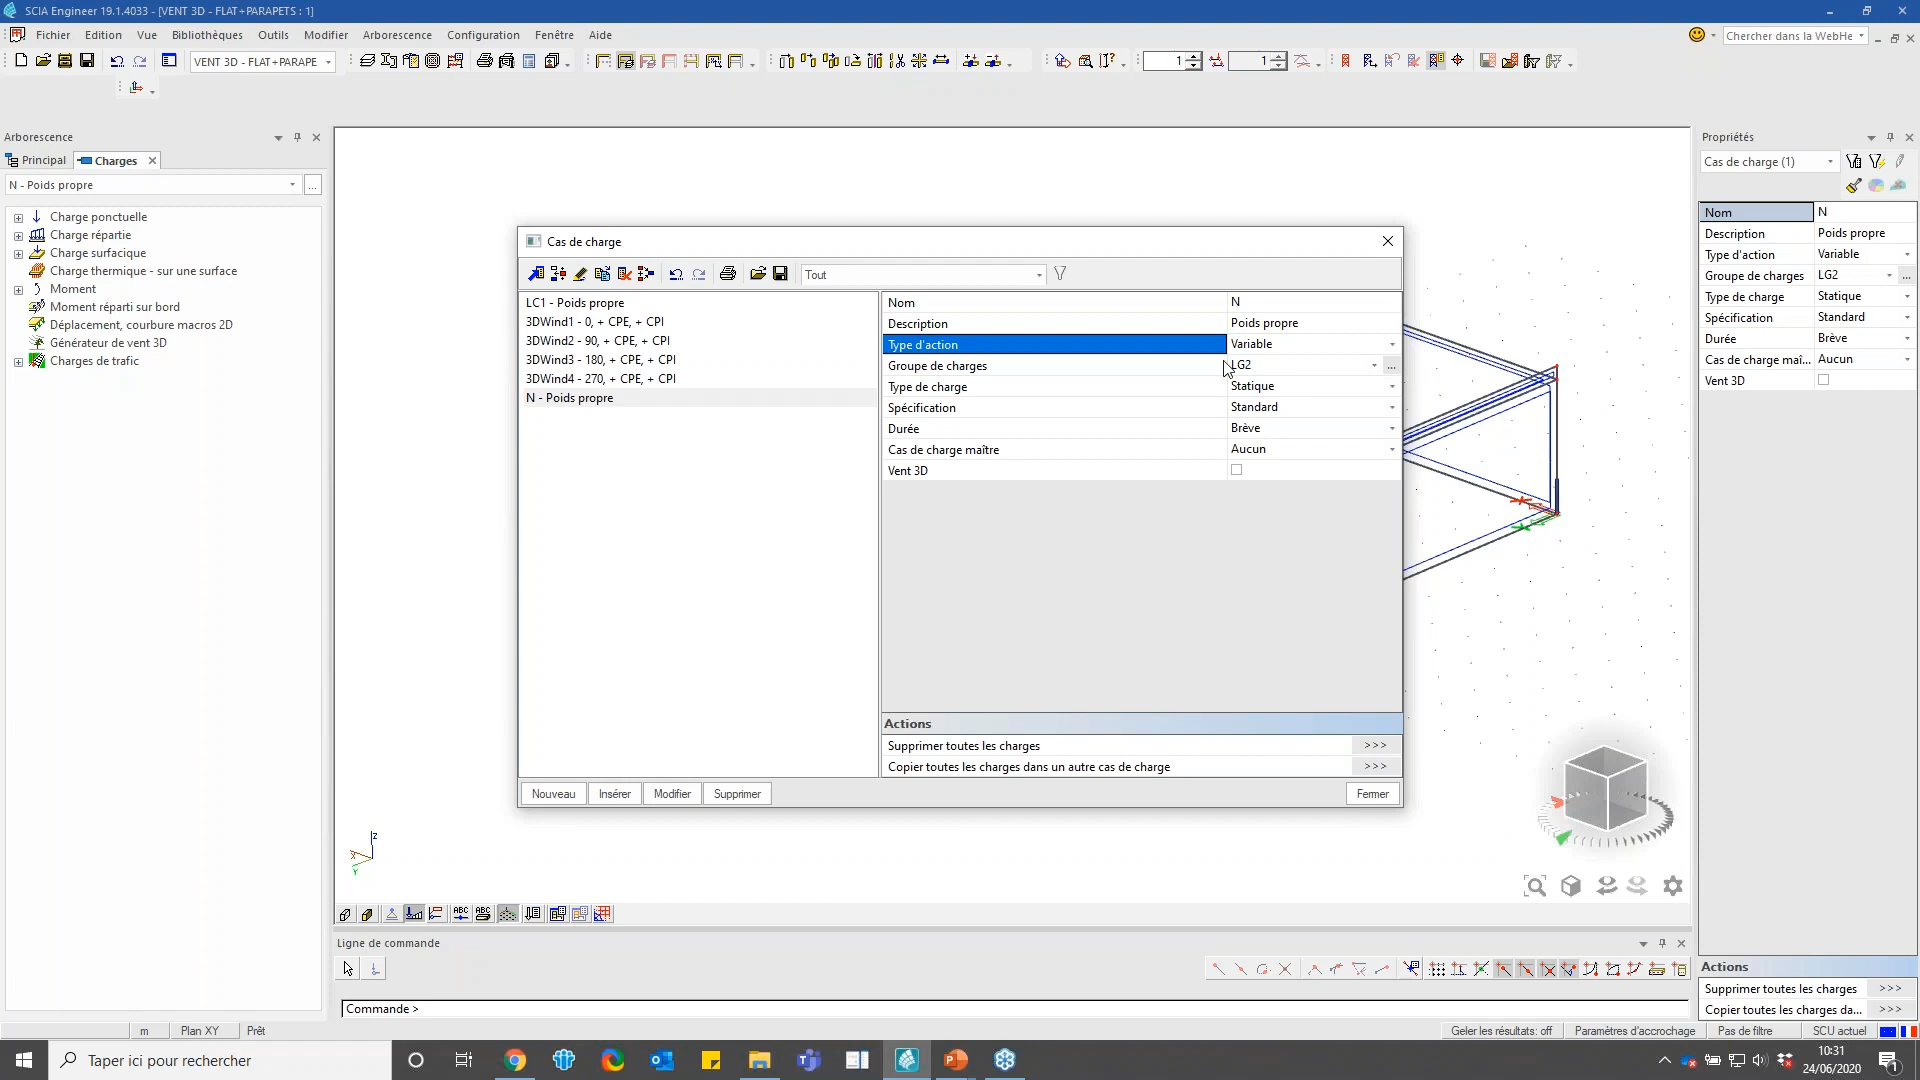 SCIA Engineer 19.1.4033 - [VENT 3D - FLAT+PARAPETS : 1]
Fichier Edition Vue Bibliothèques Outils Modifier Arborescence Configuration Fenêtre Aide
Chercher dans la WebHe
VENT 3D - FLAT+PARAPE
1
1
Arborescence
Principal Charges
N - Poids propre
...
Charge ponctuelle
Charge répartie
Charge surfacique
Charge thermique - sur une surface
Moment
Moment réparti sur bord
Déplacement, courbure macros 2D
Générateur de vent 3D
Charges de trafic
Cas de charge
Tout
LC1 - Poids propre
3DWind1 - 0, + CPE, + CPI
3DWind2 - 90, + CPE, + CPI
3DWind3 - 180, + CPE, + CPI
3DWind4 - 270, + CPE, + CPI
N - Poids propre
Nom N
Description Poids propre
Type d'action Variable
Groupe de charges LG2 ...
Type de charge Statique
Spécification Standard
Durée Brève
Cas de charge maître Aucun
Vent 3D
Actions
Supprimer toutes les charges >>>
Copier toutes les charges dans un autre cas de charge >>>
Nouveau Insérer Modifier Supprimer Fermer
Propriétés
Cas de charge (1)
Nom N
Description Poids propre
Type d'action Variable
Groupe de charges LG2 ...
Type de charge Statique
Spécification Standard
Durée Brève
Cas de charge maî... Aucun
Vent 3D
Actions
Supprimer toutes les charges >>>
Copier toutes les charges da... >>>
Z
X
Y
ABC ABC
Ligne de commande
Commande >
m Plan XY Prêt
Geler les résultats: off Paramètres d'accrochage Pas de filtre SCU actuel
Taper ici pour rechercher
10:31
24/06/2020
1